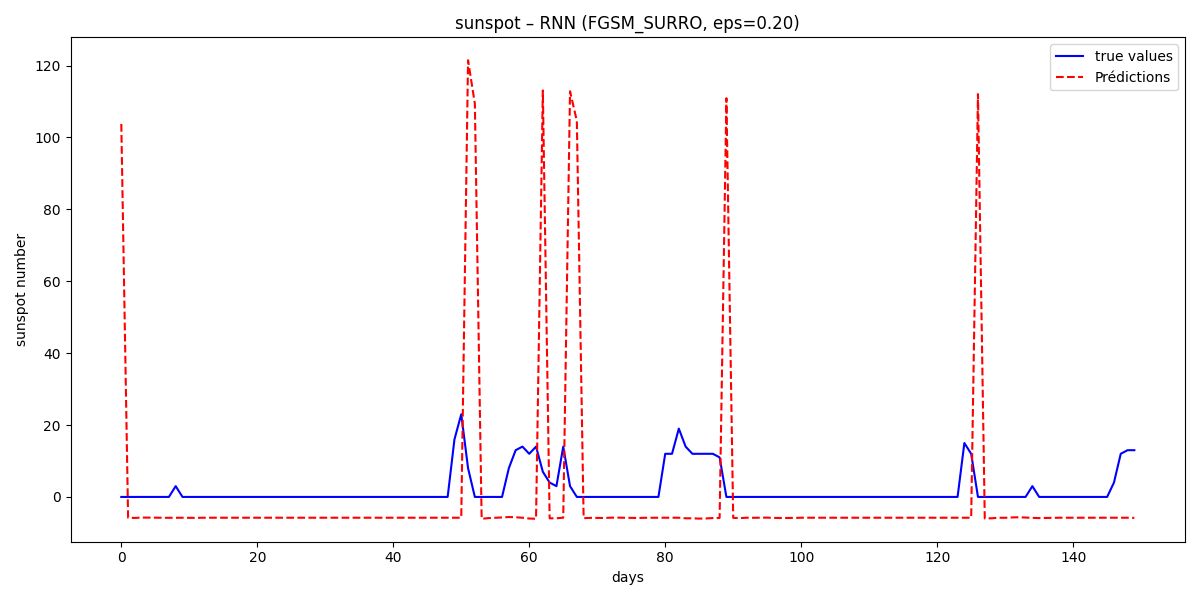 sunspot – RNN (FGSM_SURRO, eps=0.20)
true values
Prédictions
sunspot number
120
100
80
60
40
20
0
0 20 40 60 80 100 120 140
days